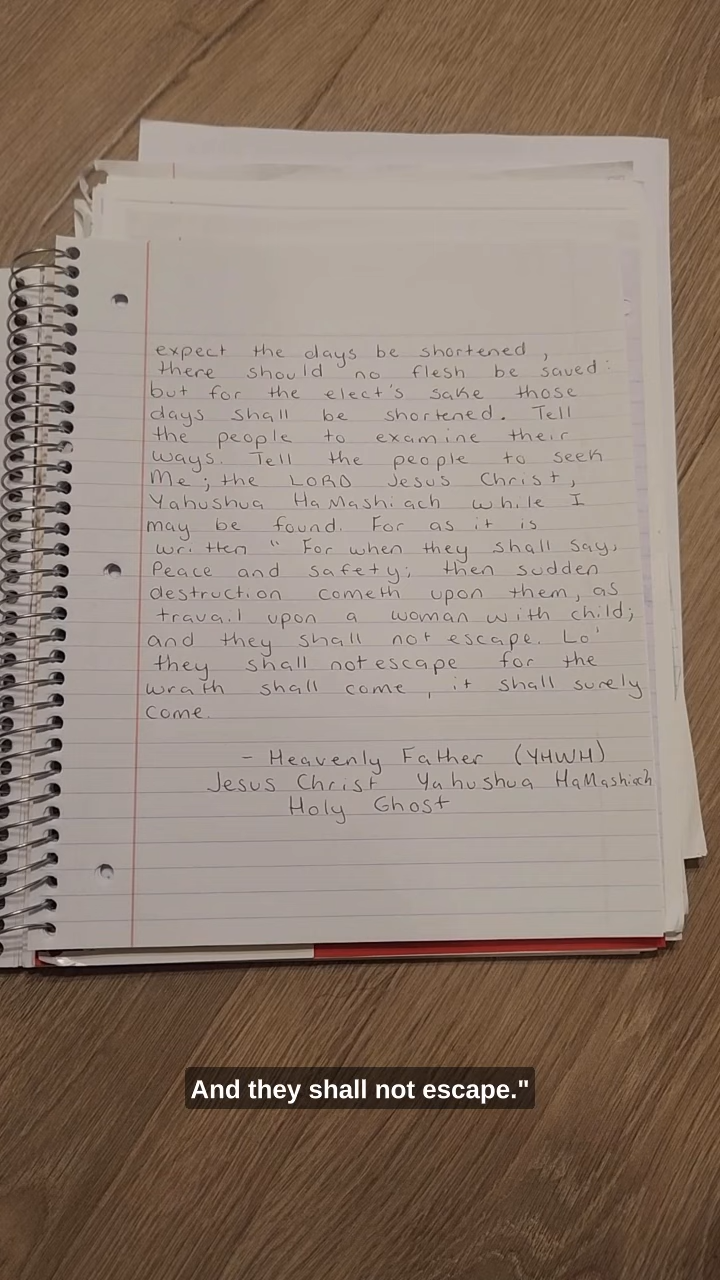 expect the days be shortened,
there should no flesh be saved:
but for the elect's sake those
days shall be shortened. Tell
the people to examine their
ways. Tell the people to seek
Me; the LORD Jesus Christ,
Yahushua HaMashiach while I
may be found. For as it is
written " For when they shall say,
Peace and safety; then sudden
destruction cometh upon them, as
travail upon a woman with child;
and they shall not escape. Lo'
they shall not escape for the
wrath shall come, it shall surely
come.
- Heavenly Father (YHWH)
Jesus Christ Yahushua HaMashiach
Holy Ghost
And they shall not escape."